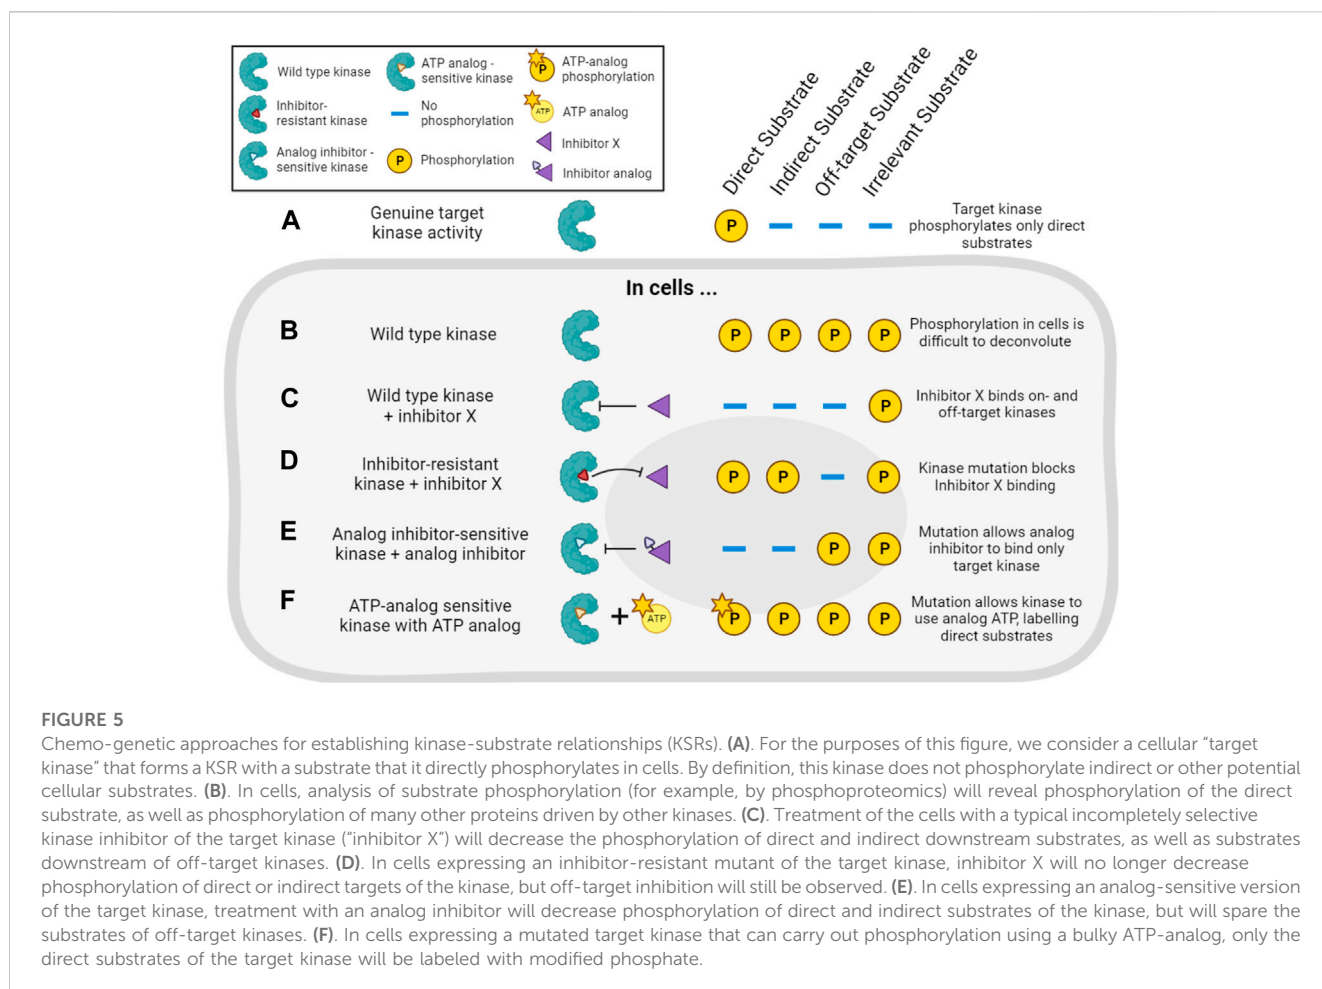 Wild type kinase
ATP analog -
sensitive kinase
P
ATP-analog
phosphorylation
Inhibitor-
resistant kinase
No
phosphorylation
ATP
ATP analog
Analog inhibitor -
sensitive kinase
P
Phosphorylation
Inhibitor X
Inhibitor analog
Direct Substrate
Indirect Substrate
Off-target Substrate
Irrelevant Substrate
A
Genuine target
kinase activity
P
Target kinase
phosphorylates only direct
substrates
In cells ...
B
Wild type kinase
P P P P
Phosphorylation in cells is
difficult to deconvolute
C
Wild type kinase
+ inhibitor X
P
Inhibitor X binds on- and
off-target kinases
D
Inhibitor-resistant
kinase + inhibitor X
P P P
Kinase mutation blocks
Inhibitor X binding
E
Analog inhibitor-sensitive
kinase + analog inhibitor
P P
Mutation allows analog
inhibitor to bind only
target kinase
F
ATP-analog sensitive
kinase with ATP analog
+
ATP
P P P P
Mutation allows kinase to
use analog ATP, labelling
direct substrates
FIGURE 5
Chemo-genetic approaches for establishing kinase-substrate relationships (KSRs). (A). For the purposes of this figure, we consider a cellular "target
kinase" that forms a KSR with a substrate that it directly phosphorylates in cells. By definition, this kinase does not phosphorylate indirect or other potential
cellular substrates. (B). In cells, analysis of substrate phosphorylation (for example, by phosphoproteomics) will reveal phosphorylation of the direct
substrate, as well as phosphorylation of many other proteins driven by other kinases. (C). Treatment of the cells with a typical incompletely selective
kinase inhibitor of the target kinase ("inhibitor X") will decrease the phosphorylation of direct and indirect downstream substrates, as well as substrates
downstream of off-target kinases. (D). In cells expressing an inhibitor-resistant mutant of the target kinase, inhibitor X will no longer decrease
phosphorylation of direct or indirect targets of the kinase, but off-target inhibition will still be observed. (E). In cells expressing an analog-sensitive version
of the target kinase, treatment with an analog inhibitor will decrease phosphorylation of direct and indirect substrates of the kinase, but will spare the
substrates of off-target kinases. (F). In cells expressing a mutated target kinase that can carry out phosphorylation using a bulky ATP-analog, only the
direct substrates of the target kinase will be labeled with modified phosphate.